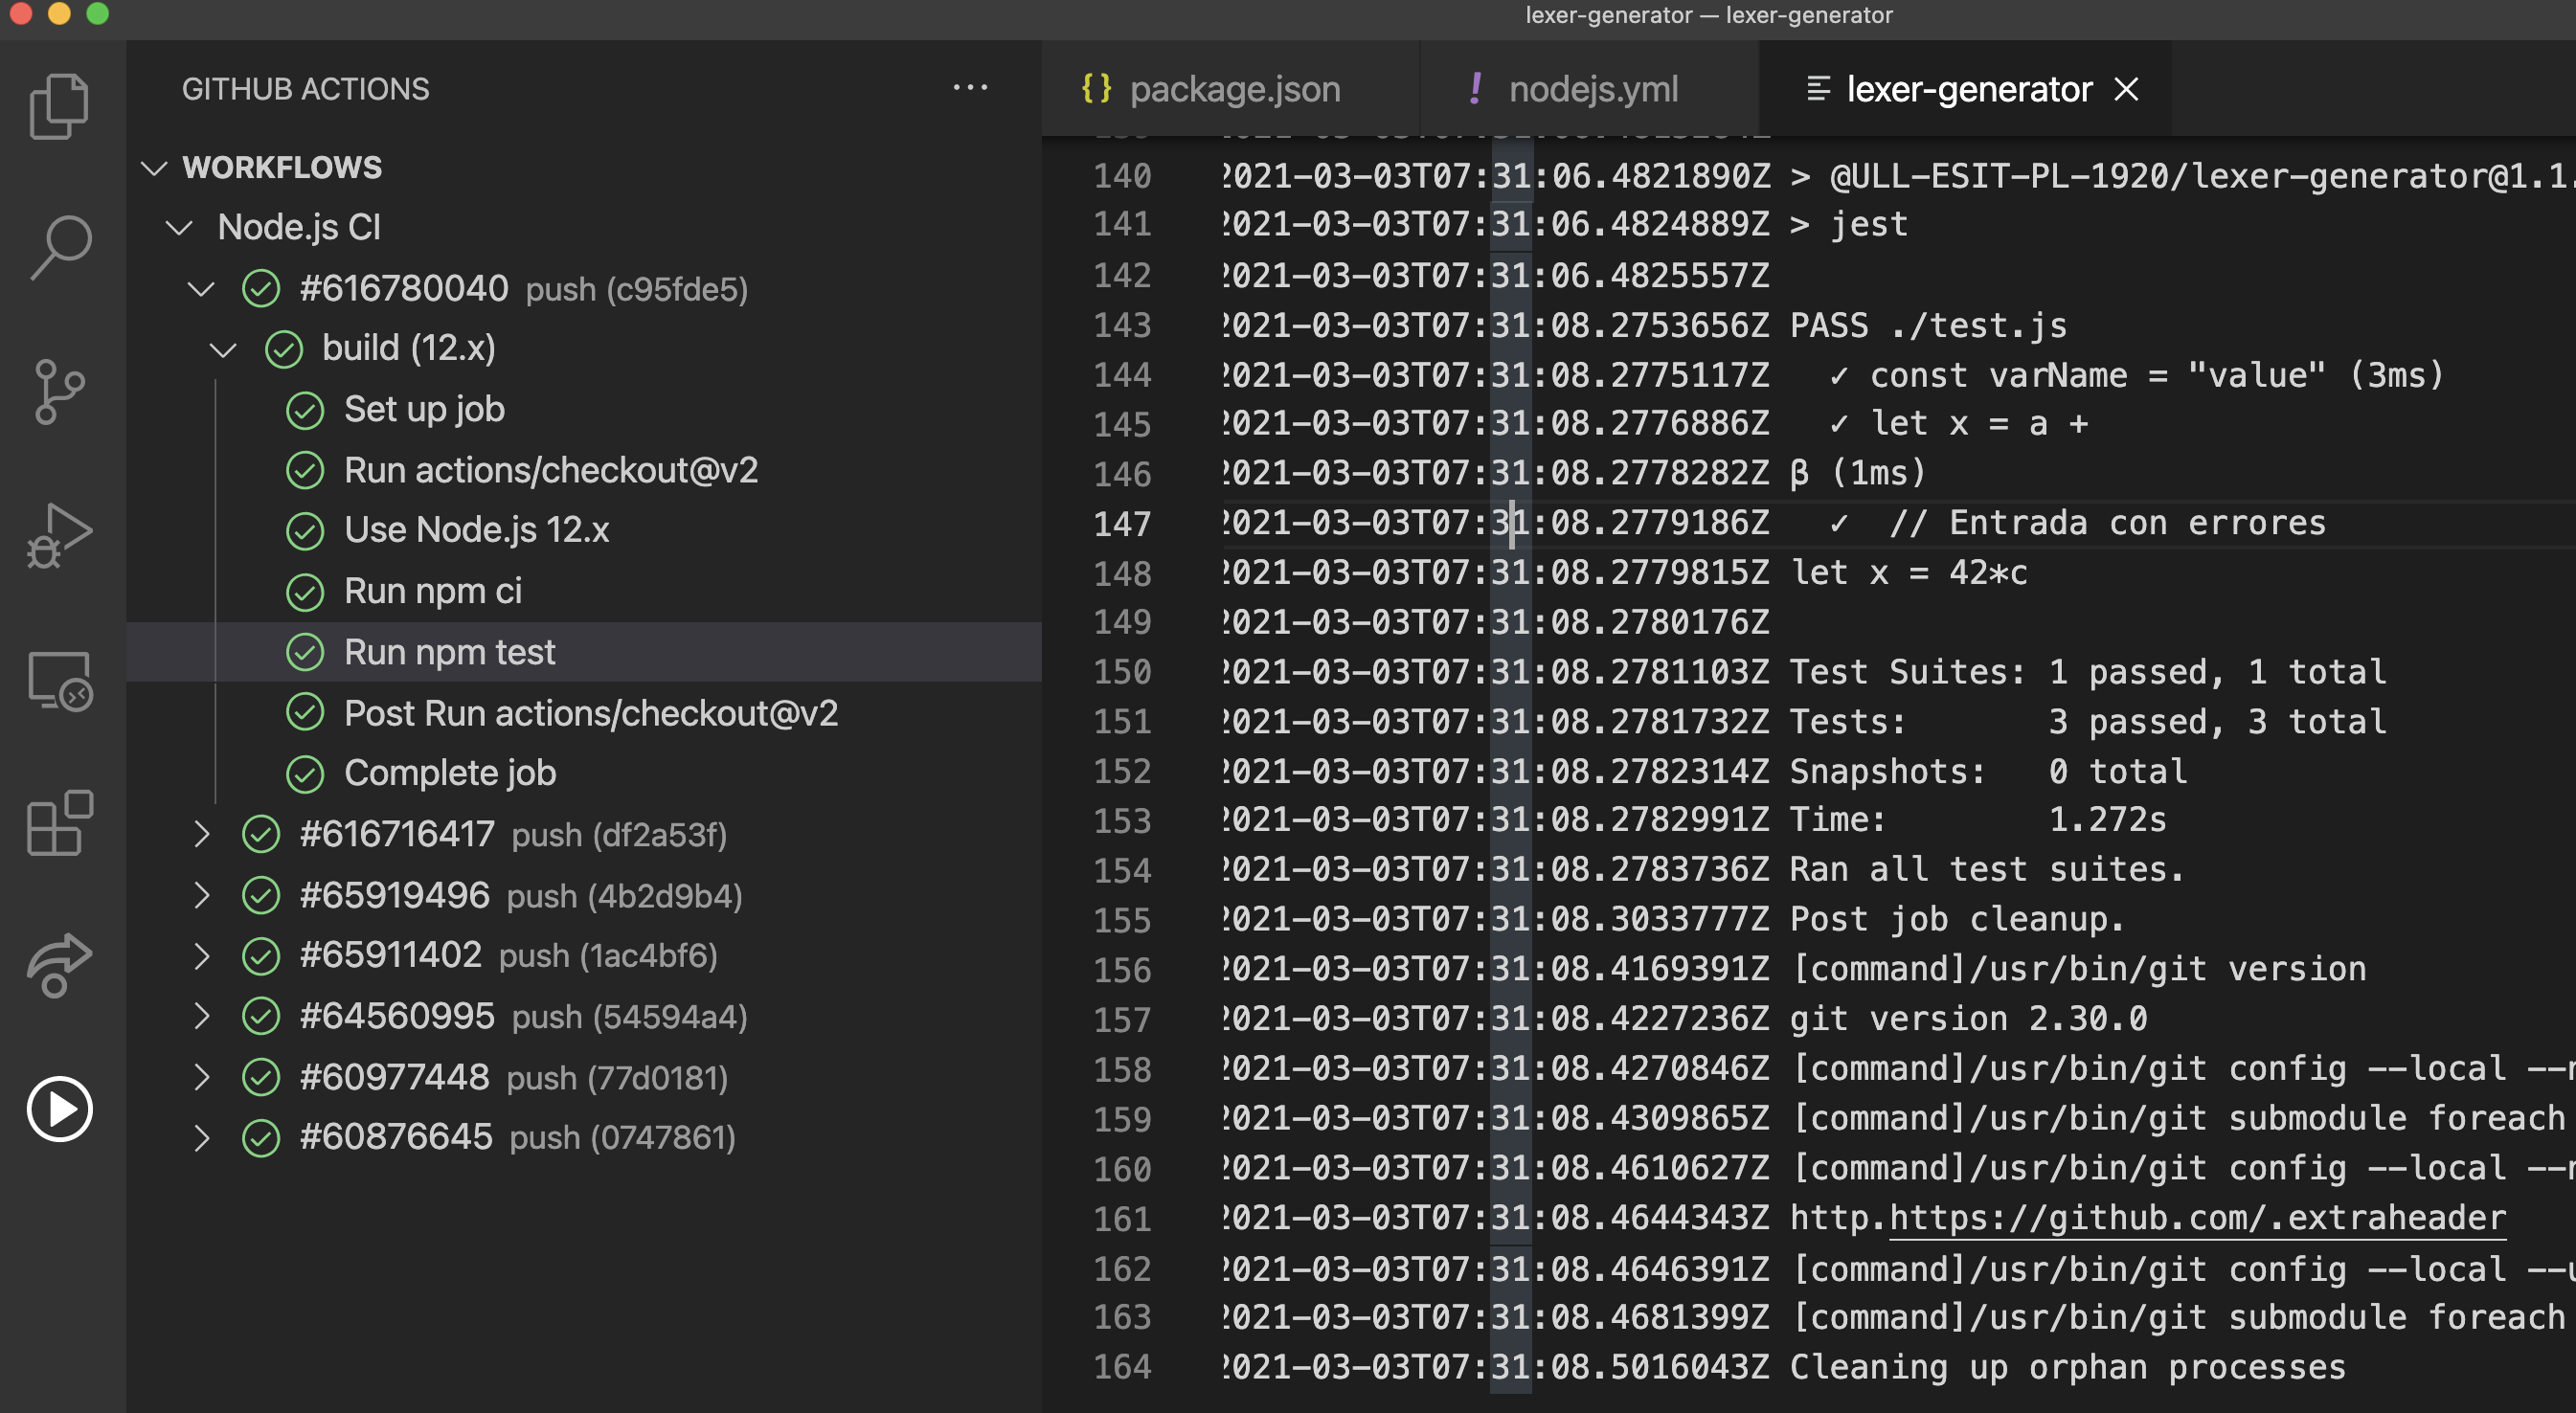 lexer-generator — lexer-generator
GITHUB ACTIONS
WORKFLOWS
Node.js CI
#616780040 push (c95fde5)
build (12.x)
Set up job
Run actions/checkout@v2
Use Node.js 12.x
Run npm ci
Run npm test
Post Run actions/checkout@v2
Complete job
#616716417 push (df2a53f)
#65919496 push (4b2d9b4)
#65911402 push (1ac4bf6)
#64560995 push (54594a4)
#60977448 push (77d0181)
#60876645 push (0747861)
{} package.json
! nodejs.yml
lexer-generator
140 2021-03-03T07:31:06.4821890Z > @ULL-ESIT-PL-1920/lexer-generator@1.1.
141 2021-03-03T07:31:06.4824889Z > jest
142 2021-03-03T07:31:06.4825557Z
143 2021-03-03T07:31:08.2753656Z PASS ./test.js
144 2021-03-03T07:31:08.2775117Z ✓ const varName = "value" (3ms)
145 2021-03-03T07:31:08.2776886Z ✓ let x = a +
146 2021-03-03T07:31:08.2778282Z β (1ms)
147 2021-03-03T07:31:08.2779186Z ✓ // Entrada con errores
148 2021-03-03T07:31:08.2779815Z let x = 42*c
149 2021-03-03T07:31:08.2780176Z
150 2021-03-03T07:31:08.2781103Z Test Suites: 1 passed, 1 total
151 2021-03-03T07:31:08.2781732Z Tests: 3 passed, 3 total
152 2021-03-03T07:31:08.2782314Z Snapshots: 0 total
153 2021-03-03T07:31:08.2782991Z Time: 1.272s
154 2021-03-03T07:31:08.2783736Z Ran all test suites.
155 2021-03-03T07:31:08.3033777Z Post job cleanup.
156 2021-03-03T07:31:08.4169391Z [command]/usr/bin/git version
157 2021-03-03T07:31:08.4227236Z git version 2.30.0
158 2021-03-03T07:31:08.4270846Z [command]/usr/bin/git config --local --
159 2021-03-03T07:31:08.4309865Z [command]/usr/bin/git submodule foreach
160 2021-03-03T07:31:08.4610627Z [command]/usr/bin/git config --local --
161 2021-03-03T07:31:08.4644343Z http.https://github.com/.extraheader
162 2021-03-03T07:31:08.4646391Z [command]/usr/bin/git config --local --
163 2021-03-03T07:31:08.4681399Z [command]/usr/bin/git submodule foreach
164 2021-03-03T07:31:08.5016043Z Cleaning up orphan processes